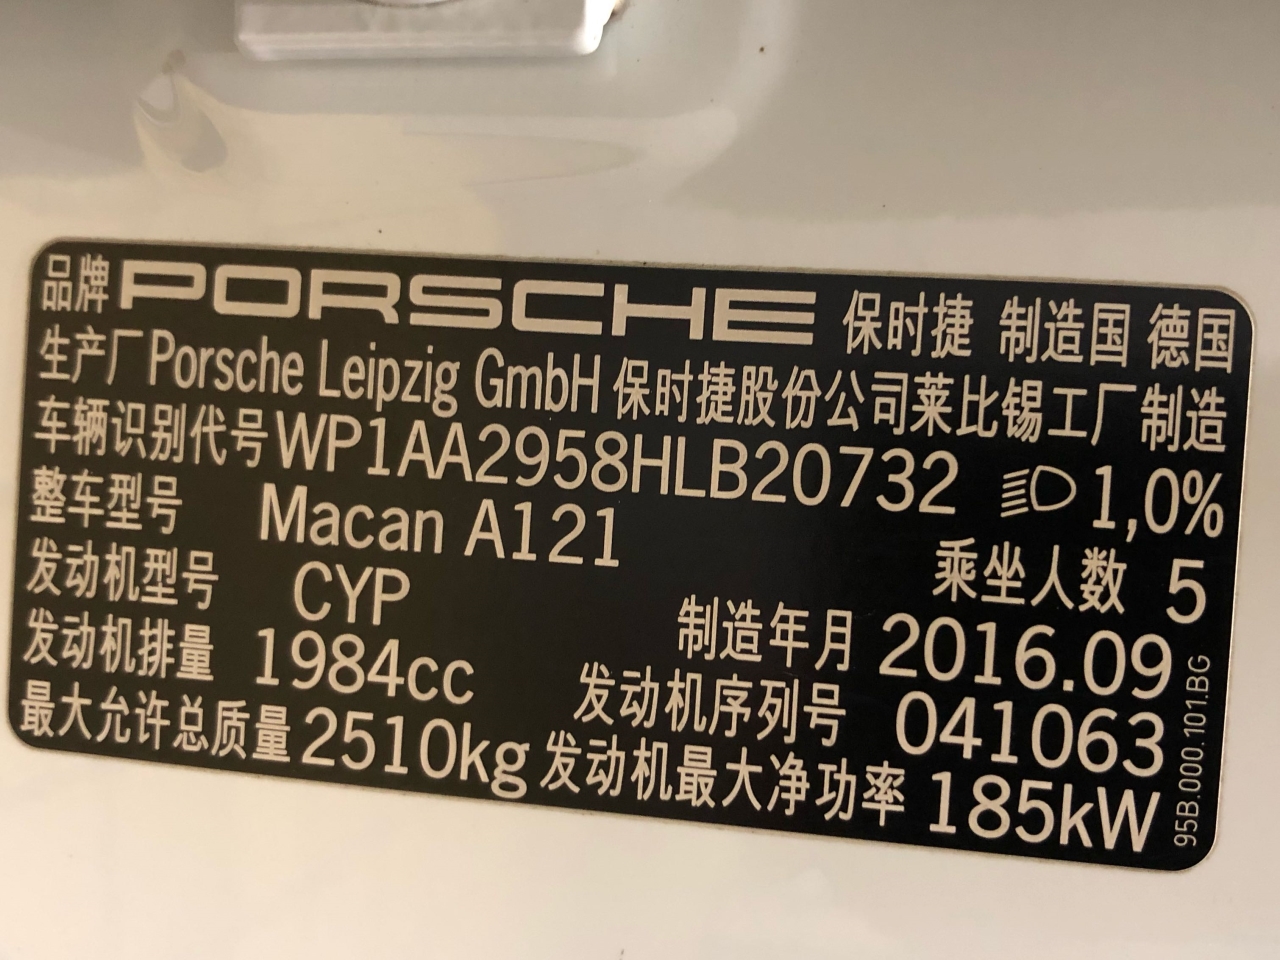 品牌 PORSCHE 保时捷 制造国 德国
生产厂 Porsche Leipzig GmbH 保时捷股份公司莱比锡工厂 制造
车辆识别代号 WP1AA2958HLB20732 1,0%
整车型号 Macan A121 乘坐人数 5
发动机型号 CYP 制造年月 2016.09
发动机排量 1984cc 发动机序列号 041063
最大允许总质量 2510kg 发动机最大净功率 185kW
95B.000.101.BG